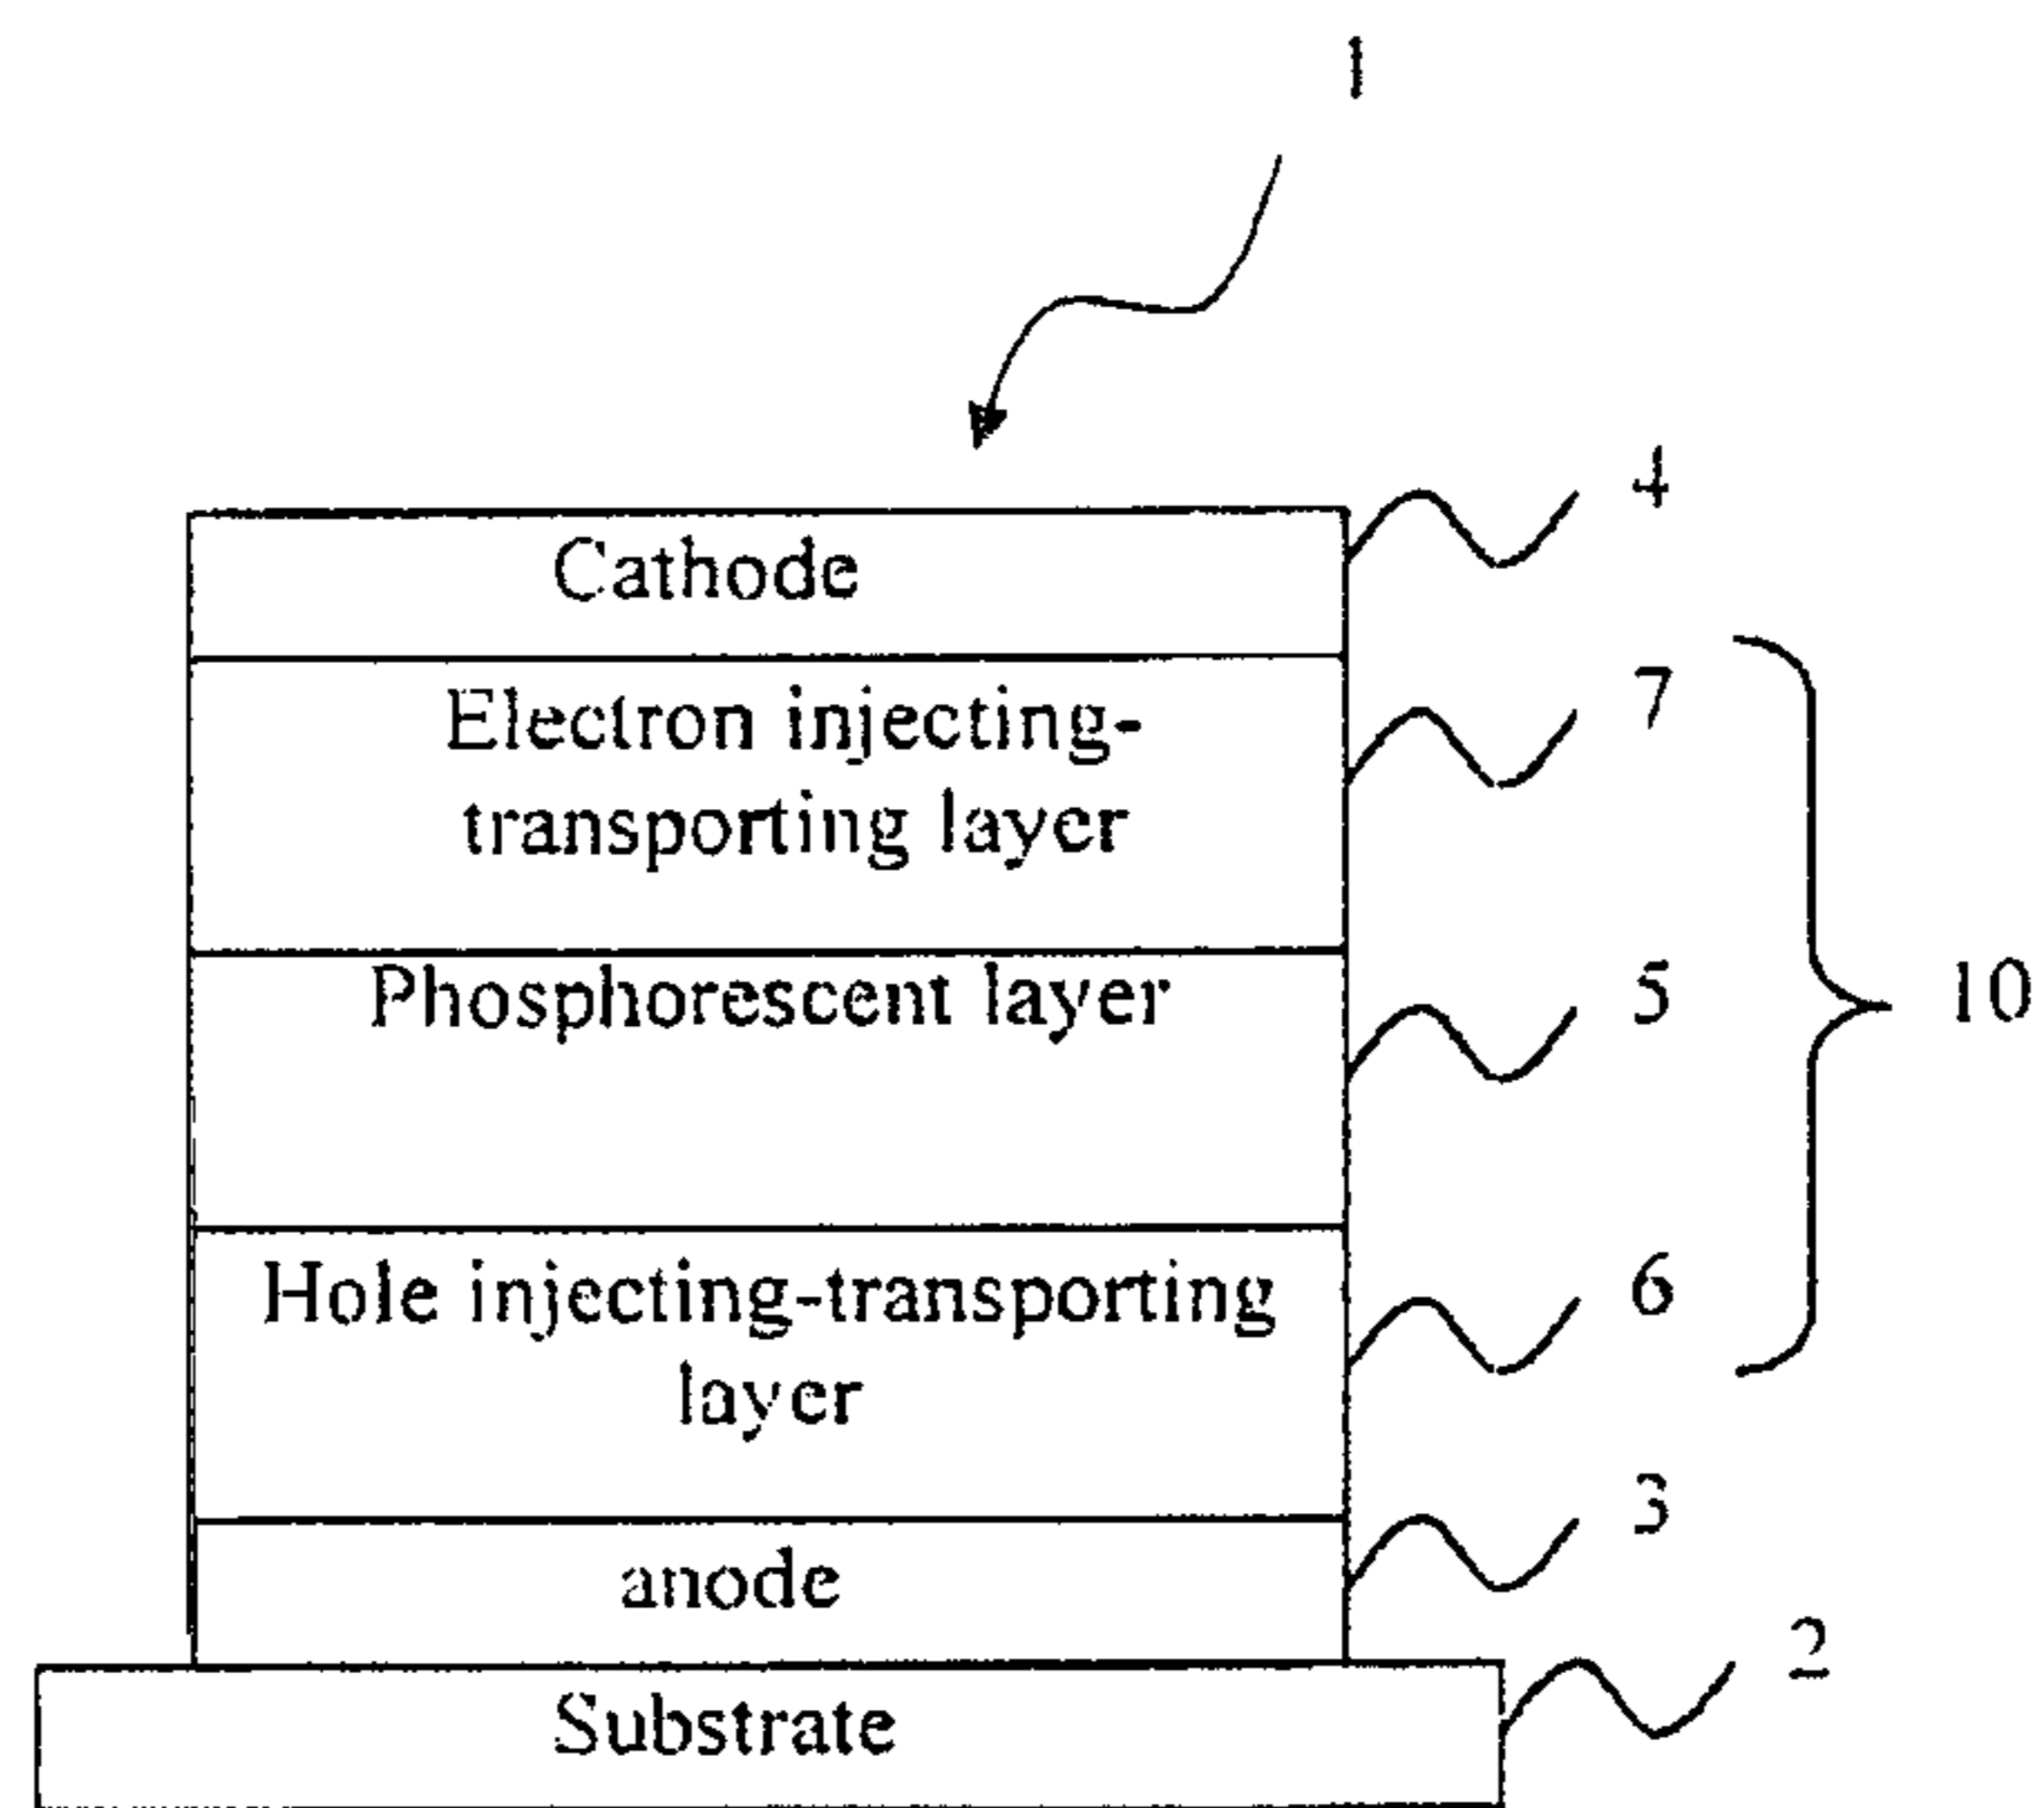 1
Cathode
4
Electron injecting-
transporting layer
7
Phosphorescent layer
5
10
Hole injecting-transporting
layer
6
anode
3
Substrate
2